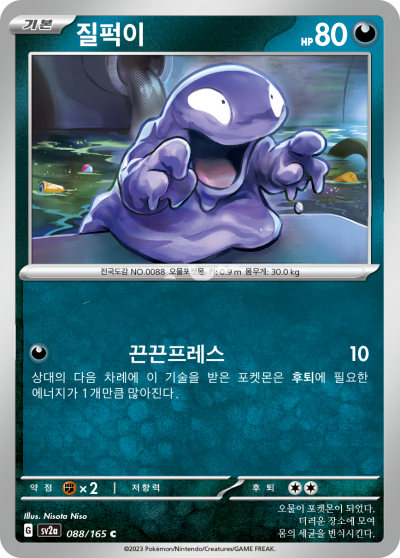 기본 질퍽이 HP 80
전국도감 NO.0088 오물포켓몬 키: 0.9 m 몸무게: 30.0 kg
끈끈프레스 10
상대의 다음 차례에 이 기술을 받은 포켓몬은 후퇴에 필요한
에너지가 1개만큼 많아진다.
약점 ×2 저항력 후퇴
Illus. Nisota Niso
G sv2a 088/165 C
오물이 포켓몬이 되었다.
더러운 장소에 모여
몸의 세균을 번식시킨다.
©2023 Pokémon/Nintendo/Creatures/GAME FREAK.